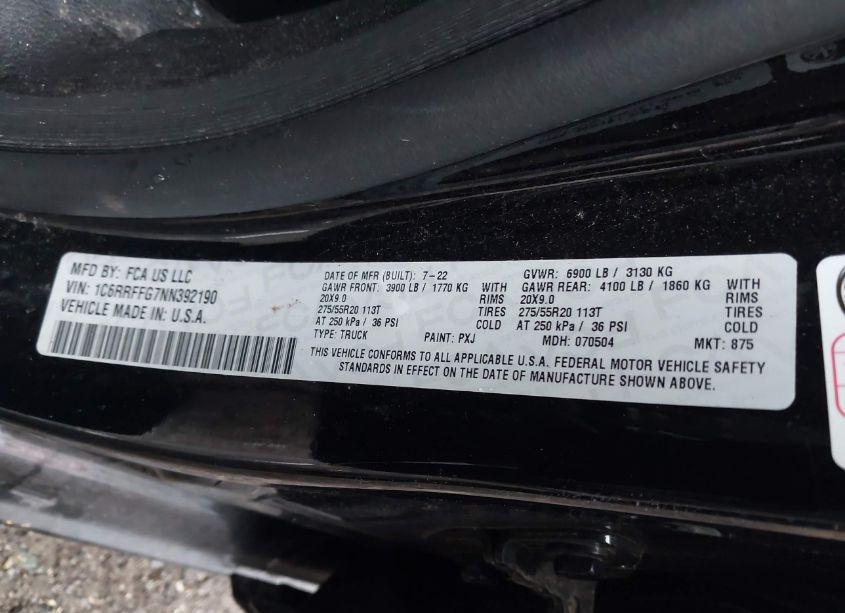 MFD BY: FCA US LLC
VIN: 1C6RRFFG7NN392190
VEHICLE MADE IN: U.S.A.
DATE OF MFR (BUILT): 7-22 GVWR: 6900 LB / 3130 KG
GAWR FRONT: 3900 LB / 1770 KG WITH GAWR REAR: 4100 LB / 1860 KG WITH
20X9.0 RIMS 20X9.0 RIMS
275/55R20 113T TIRES 275/55R20 113T TIRES
AT 250 kPa / 36 PSI COLD AT 250 kPa / 36 PSI COLD
TYPE: TRUCK PAINT: PXJ MDH: 070504 MKT: 875
THIS VEHICLE CONFORMS TO ALL APPLICABLE U.S.A. FEDERAL MOTOR VEHICLE SAFETY
STANDARDS IN EFFECT ON THE DATE OF MANUFACTURE SHOWN ABOVE.